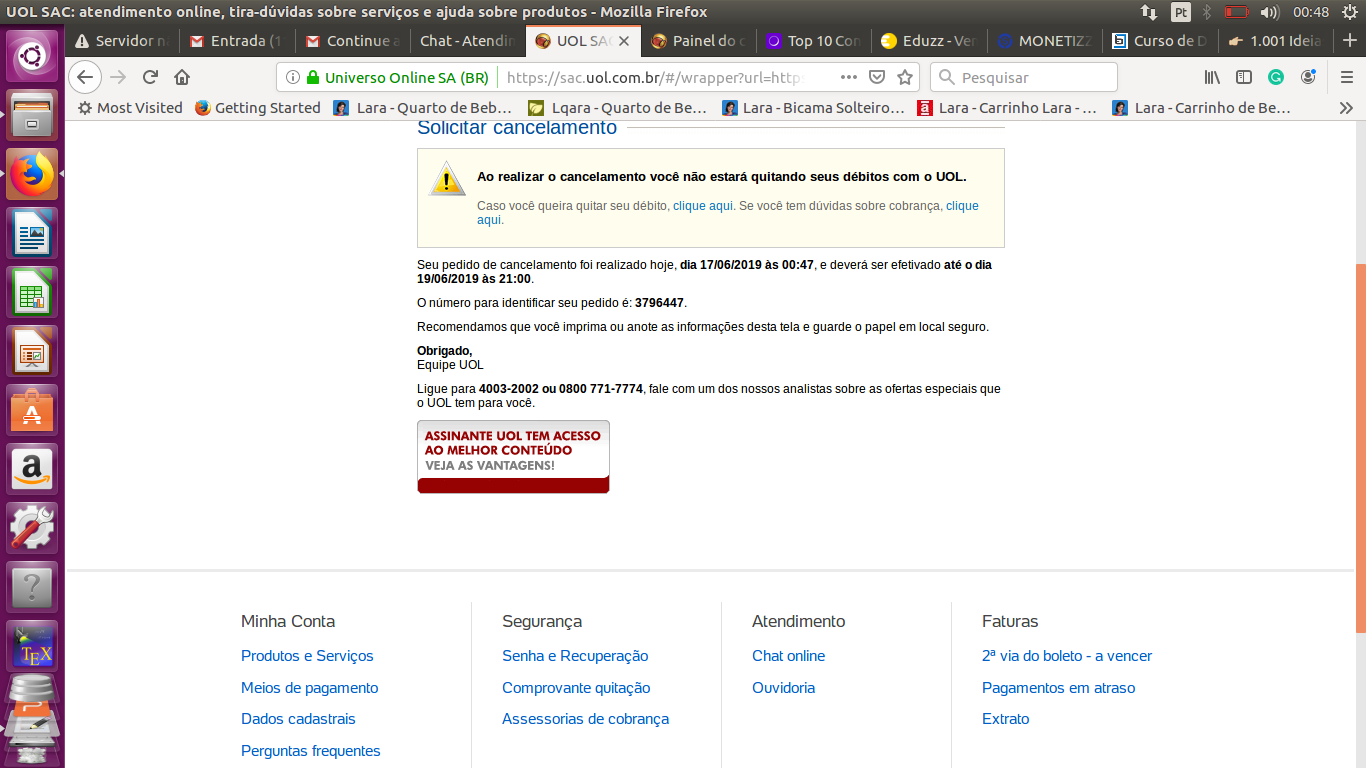 UOL SAC: atendimento online, tira-dúvidas sobre serviços e ajuda sobre produtos - Mozilla Firefox
Pt
00:48
Servidor n
Entrada (1
Continue a
Chat - Atendin
UOL SAC
Painel do c
Top 10 Con
Eduzz - Ven
MONETIZZ
Curso de D
1.001 Ideia
Universo Online SA (BR)
https://sac.uol.com.br/#/wrapper?url=https
Pesquisar
Most Visited
Getting Started
Lara - Quarto de Beb…
Lqara - Quarto de Be…
Lara - Bicama Solteiro…
Lara - Carrinho Lara - …
Lara - Carrinho de Be…
Solicitar cancelamento
Ao realizar o cancelamento você não estará quitando seus débitos com o UOL.
Caso você queira quitar seu débito, clique aqui. Se você tem dúvidas sobre cobrança, clique
aqui.
Seu pedido de cancelamento foi realizado hoje, dia 17/06/2019 às 00:47, e deverá ser efetivado até o dia
19/06/2019 às 21:00.
O número para identificar seu pedido é: 3796447.
Recomendamos que você imprima ou anote as informações desta tela e guarde o papel em local seguro.
Obrigado,
Equipe UOL
Ligue para 4003-2002 ou 0800 771-7774, fale com um dos nossos analistas sobre as ofertas especiais que
o UOL tem para você.
ASSINANTE UOL TEM ACESSO
AO MELHOR CONTEÚDO
VEJA AS VANTAGENS!
Minha Conta
Produtos e Serviços
Meios de pagamento
Dados cadastrais
Perguntas frequentes
Segurança
Senha e Recuperação
Comprovante quitação
Assessorias de cobrança
Atendimento
Chat online
Ouvidoria
Faturas
2ª via do boleto - a vencer
Pagamentos em atraso
Extrato
TEX